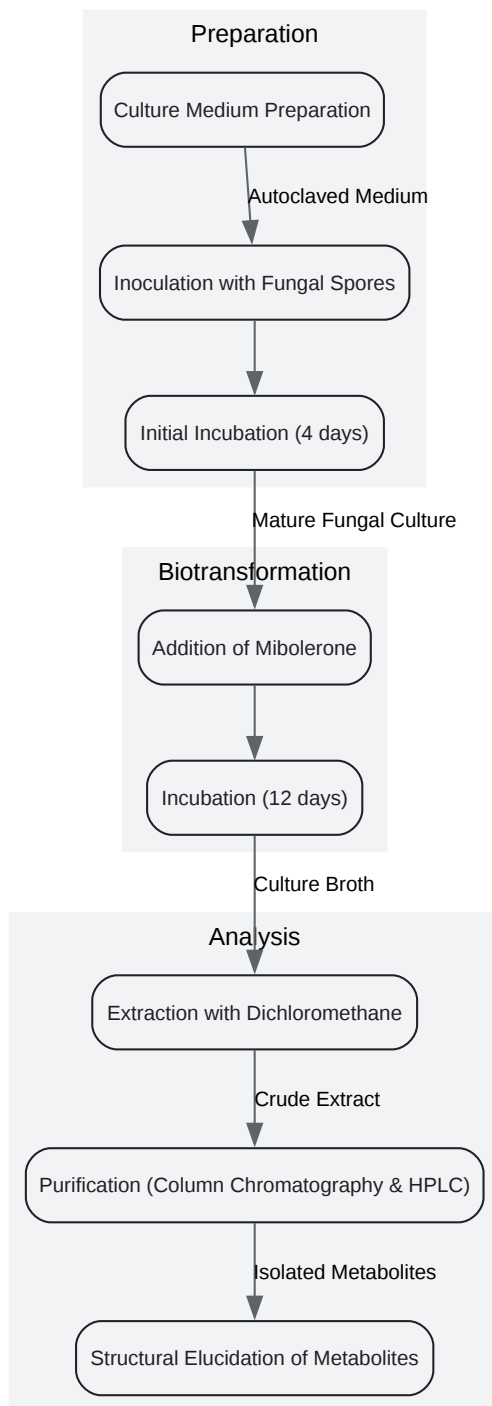 Preparation
Culture Medium Preparation
Autoclaved Medium
Inoculation with Fungal Spores
Initial Incubation (4 days)
Mature Fungal Culture
Biotransformation
Addition of Mibolerone
Incubation (12 days)
Culture Broth
Analysis
Extraction with Dichloromethane
Crude Extract
Purification (Column Chromatography & HPLC)
Isolated Metabolites
Structural Elucidation of Metabolites